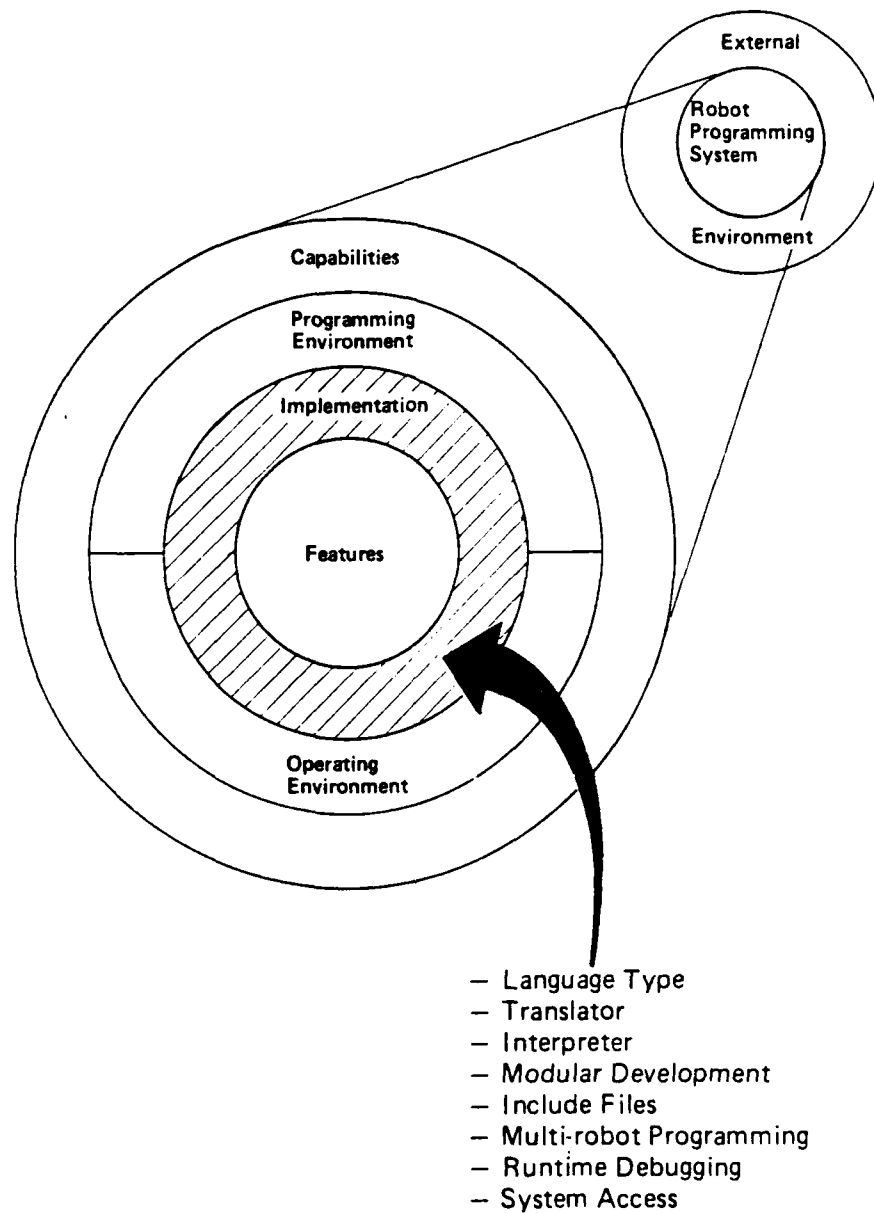 External
Robot
Programming
System
Environment
Capabilities
Programming
Environment
Implementation
Features
Operating
Environment
– Language Type
– Translator
– Interpreter
– Modular Development
– Include Files
– Multi-robot Programming
– Runtime Debugging
– System Access